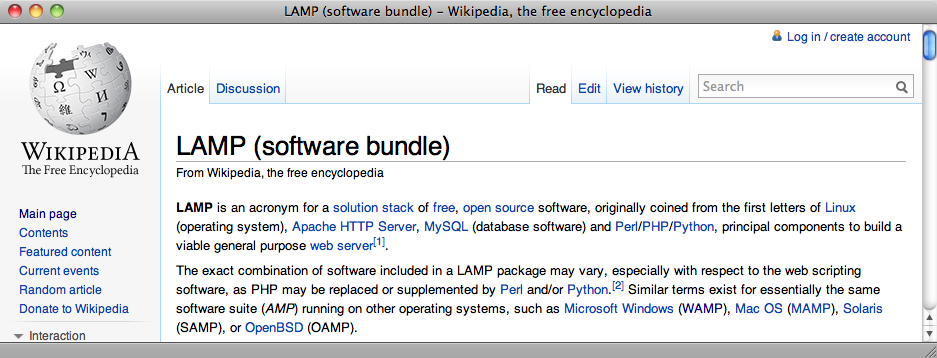 LAMP (software bundle) – Wikipedia, the free encyclopedia
Log in / create account
Article Discussion Read Edit View history Search
WIKIPEDIA
The Free Encyclopedia
Main page
Contents
Featured content
Current events
Random article
Donate to Wikipedia
Interaction
LAMP (software bundle)
From Wikipedia, the free encyclopedia
LAMP is an acronym for a solution stack of free, open source software, originally coined from the first letters of Linux
(operating system), Apache HTTP Server, MySQL (database software) and Perl/PHP/Python, principal components to build a
viable general purpose web server[1].
The exact combination of software included in a LAMP package may vary, especially with respect to the web scripting
software, as PHP may be replaced or supplemented by Perl and/or Python.[2] Similar terms exist for essentially the same
software suite (AMP) running on other operating systems, such as Microsoft Windows (WAMP), Mac OS (MAMP), Solaris
(SAMP), or OpenBSD (OAMP).